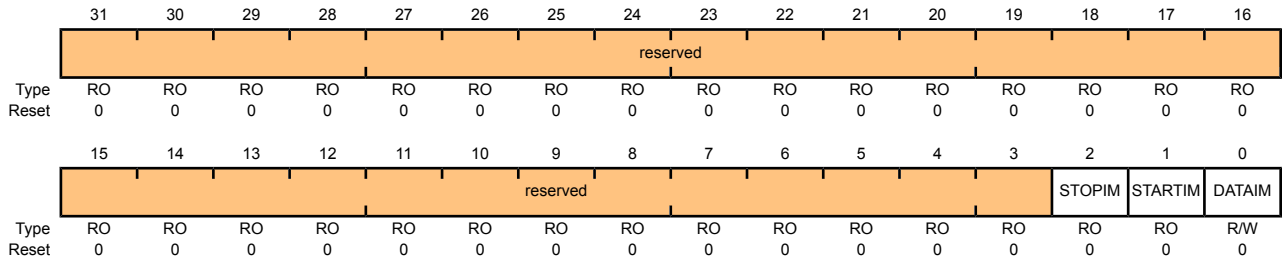 31 30 29 28 27 26 25 24 23 22 21 20 19 18 17 16
reserved
Type RO RO RO RO RO RO RO RO RO RO RO RO RO RO RO RO
Reset 0 0 0 0 0 0 0 0 0 0 0 0 0 0 0 0
15 14 13 12 11 10 9 8 7 6 5 4 3 2 1 0
reserved STOPIM STARTIM DATAIM
Type RO RO RO RO RO RO RO RO RO RO RO RO RO RO RO R/W
Reset 0 0 0 0 0 0 0 0 0 0 0 0 0 0 0 0